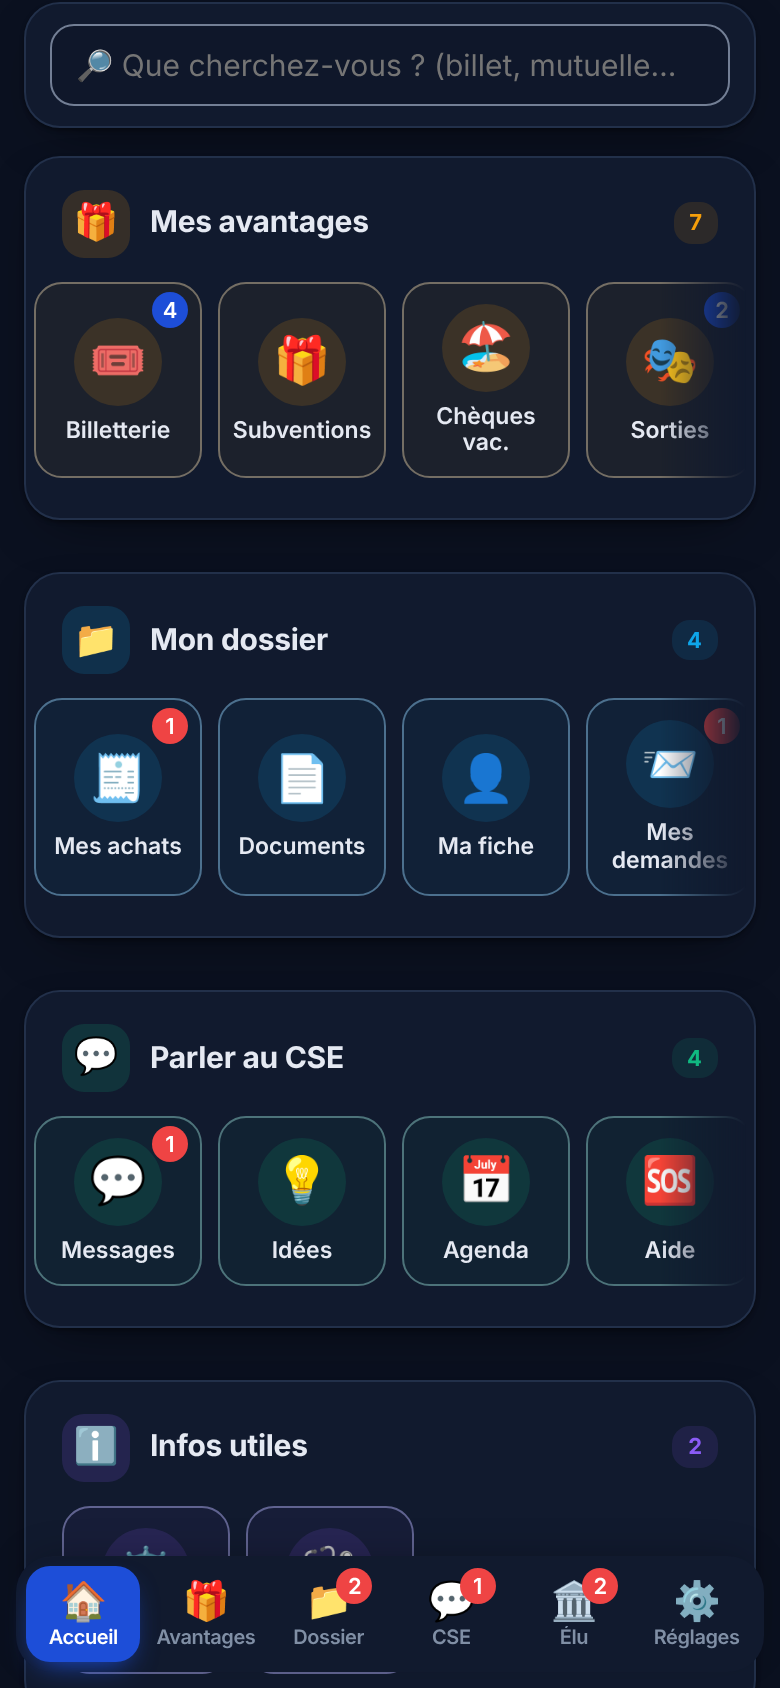 Que cherchez-vous ? (billet, mutuelle...
Mes avantages
7
4
2
Billetterie
Subventions
Chèques
vac.
Sorties
Mon dossier
4
1
1
Mes achats
Documents
Ma fiche
Mes
demandes
Parler au CSE
4
1
July
17
SOS
Messages
Idées
Agenda
Aide
Infos utiles
2
2
1
2
Accueil
Avantages
Dossier
CSE
Élu
Réglages